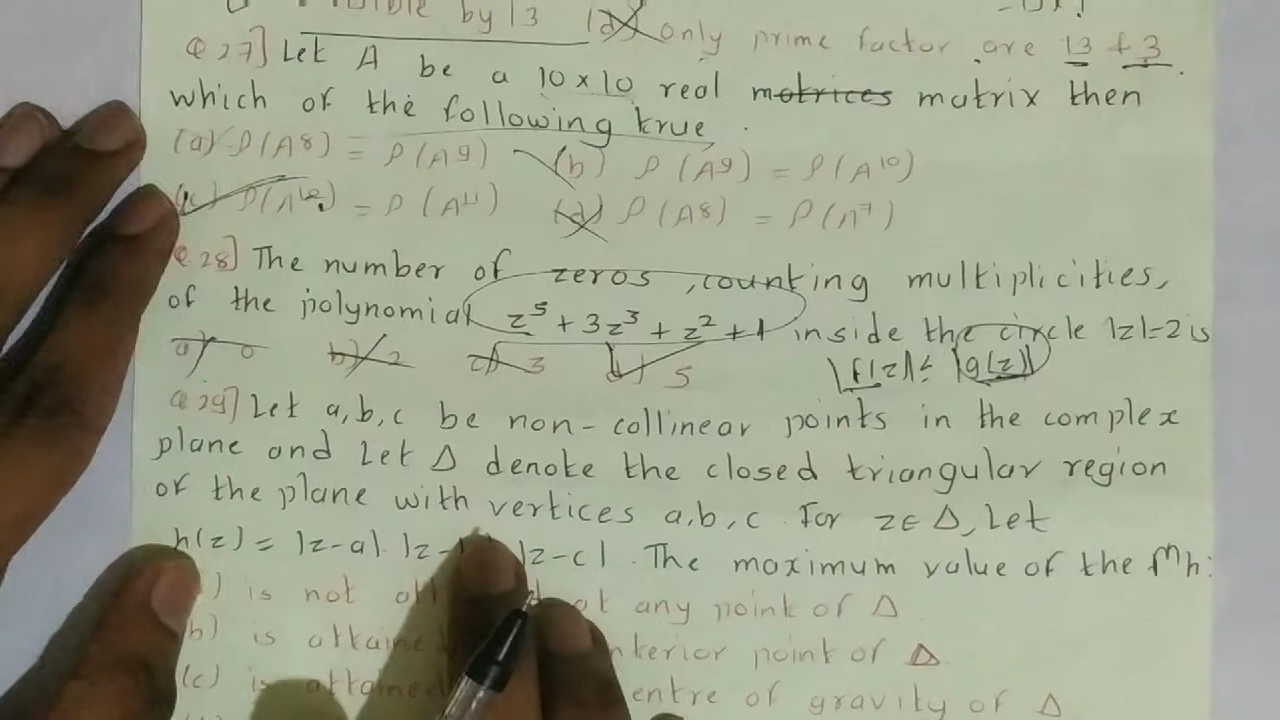 by 13 (d) only prime factor are 13 & 3.
Q 27] Let A be a 10 × 10 real matrices matrix then
which of the following true.
(a) ρ(A8) = ρ(A9) (b) ρ(A9) = ρ(A10)
= ρ(A11) (d) ρ(A8) = ρ(A7)
Q 28] The number of zeros, counting multiplicities,
of the polynomial z⁵ + 3z³ + z² + 1 inside the circle |z|=2 is
a) 0 b) 2 c) 3 d) 5 |f(z)| ≤ |g(z)|
Q 29] Let a, b, c be non-collinear points in the complex
plane and Let Δ denote the closed triangular region
of the plane with vertices a, b, c. For z ∈ Δ, Let
h(z) = |z-a|. |z- |z-c|. The maximum value of the fn h:
) is not at any point of Δ
b) is point of Δ
(c) is of gravity of Δ